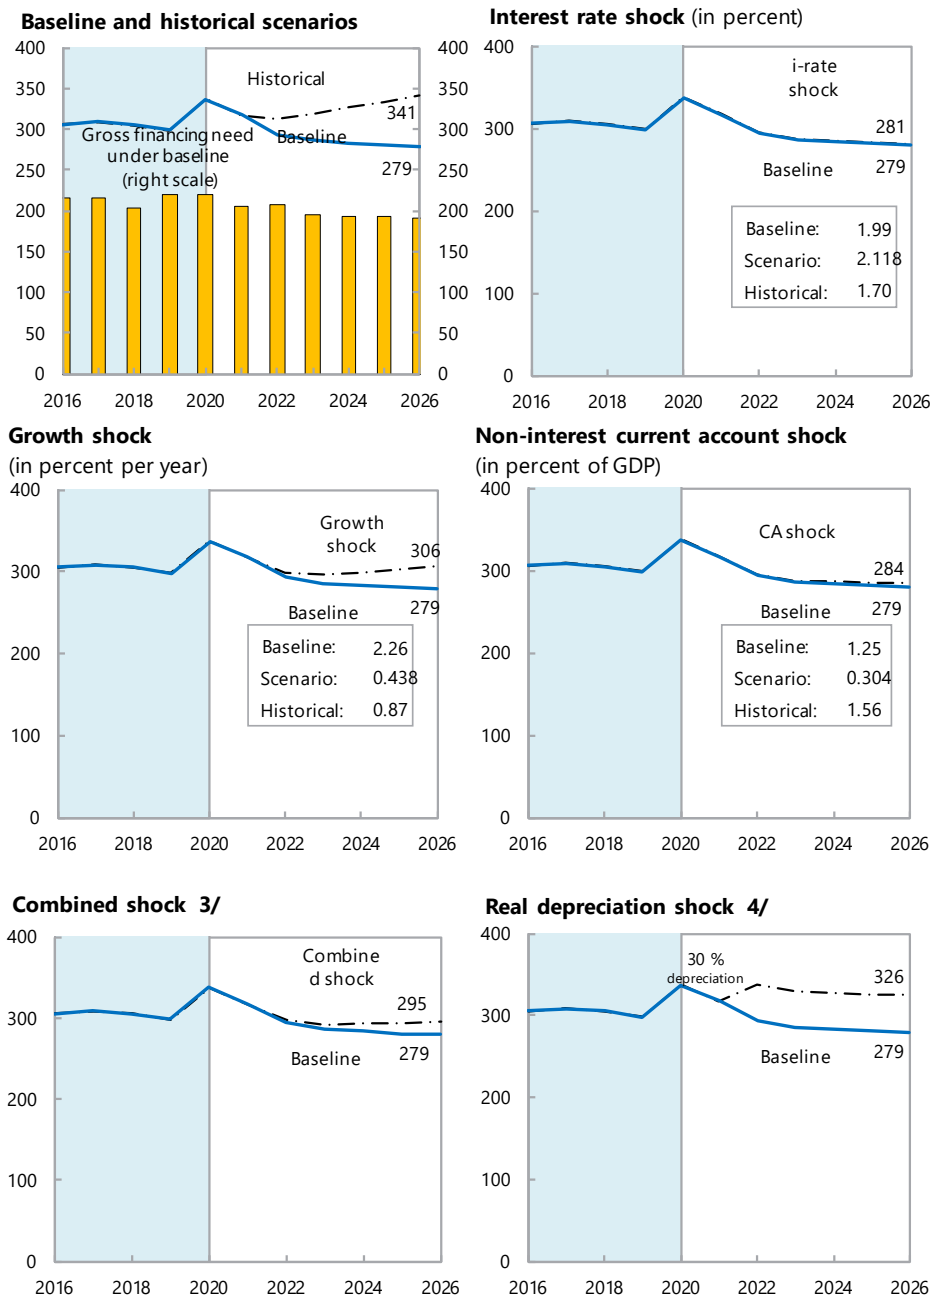 Baseline and historical scenarios
400
350
300
250
200
150
100
50
0
400
350
300
250
200
150
100
50
0
Historical
341
Gross financing need
under baseline
(right scale)
Baseline
279
2016 2018 2020 2022 2024 2026
Interest rate shock (in percent)
400
300
200
100
0
i-rate
shock
281
Baseline 279
Baseline: 1.99
Scenario: 2.118
Historical: 1.70
2016 2018 2020 2022 2024 2026
Growth shock
(in percent per year)
400
300
200
100
0
Growth
shock
306
Baseline 279
Baseline: 2.26
Scenario: 0.438
Historical: 0.87
2016 2018 2020 2022 2024 2026
Non-interest current account shock
(in percent of GDP)
400
300
200
100
0
CA shock
284
Baseline 279
Baseline: 1.25
Scenario: 0.304
Historical: 1.56
2016 2018 2020 2022 2024 2026
Combined shock 3/
400
300
200
100
0
Combine
d shock
295
Baseline 279
2016 2018 2020 2022 2024 2026
Real depreciation shock 4/
400
300
200
100
0
30 %
depreciation
326
Baseline 279
2016 2018 2020 2022 2024 2026